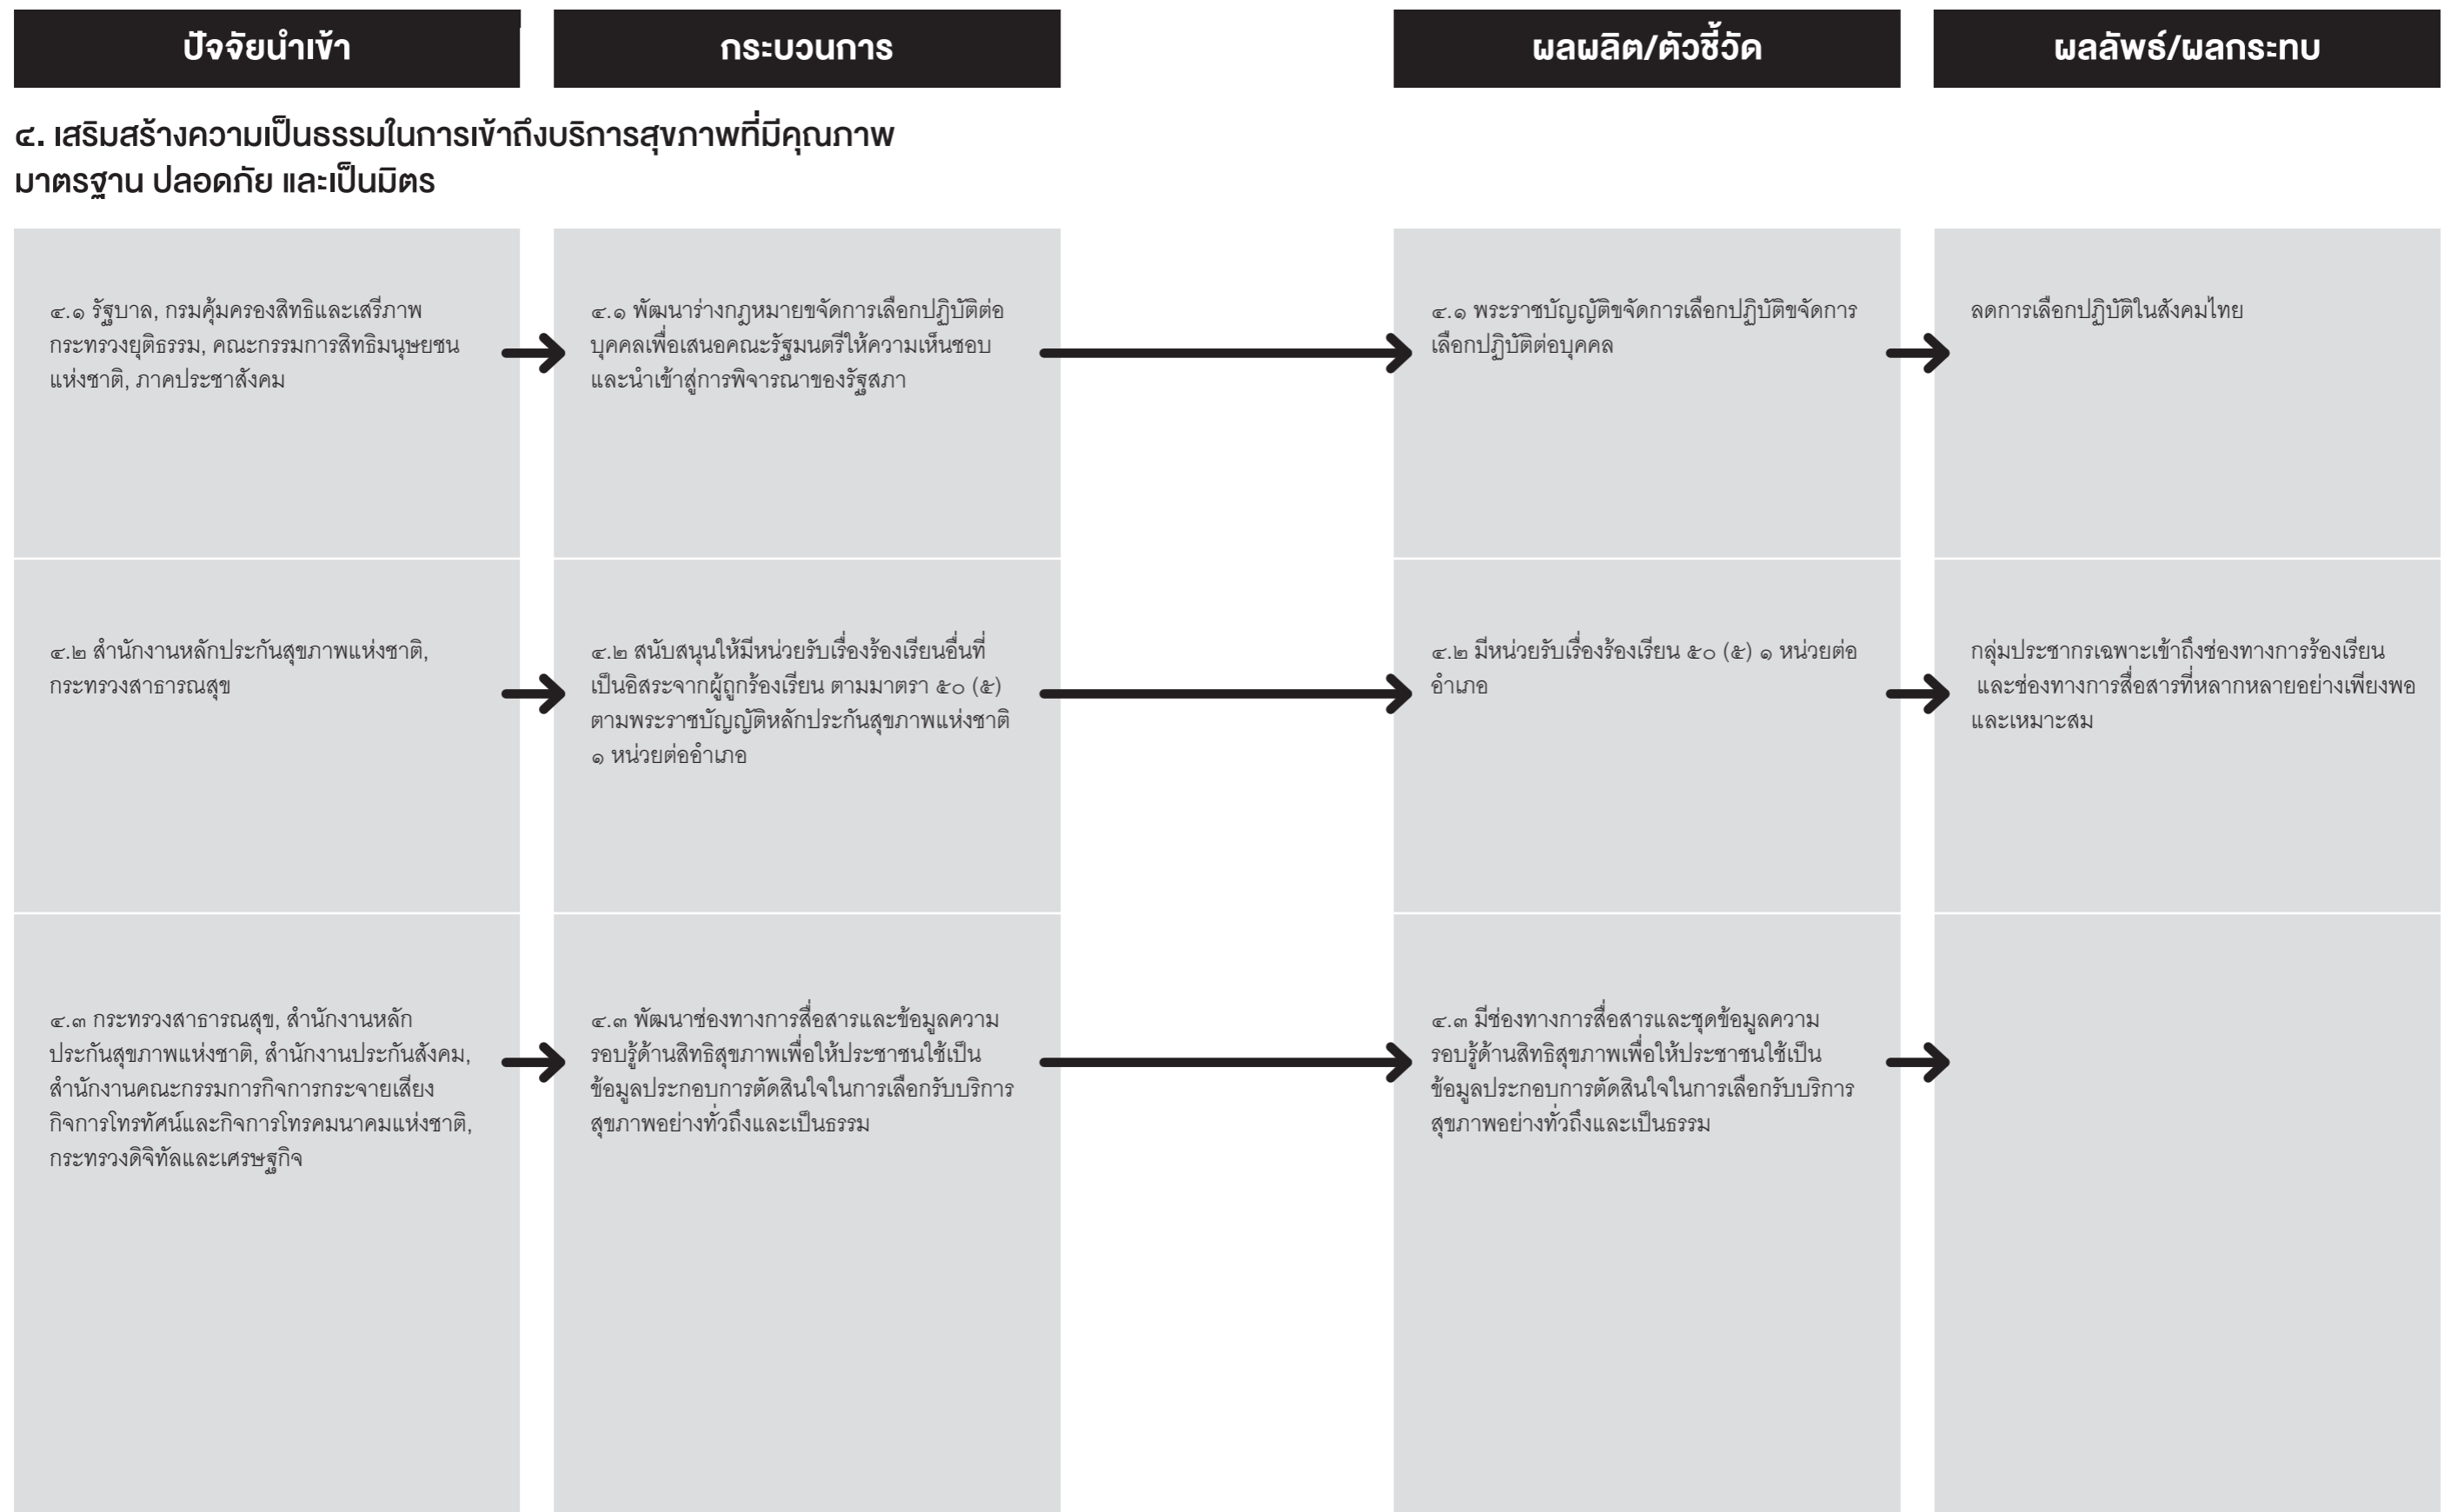 ปัจจัยนำเข้า
กระบวนการ
ผลผลิต/ตัวชี้วัด
ผลลัพธ์/ผลกระทบ
๔. เสริมสร้างความเป็นธรรมในการเข้าถึงบริการสุขภาพที่มีคุณภาพ
มาตรฐาน ปลอดภัย และเป็นมิตร
๔.๑ รัฐบาล, กรมคุ้มครองสิทธิและเสรีภาพ
กระทรวงยุติธรรม, คณะกรรมการสิทธิมนุษยชน
แห่งชาติ, ภาคประชาสังคม
๔.๑ พัฒนาร่างกฎหมายขจัดการเลือกปฏิบัติต่อ
บุคคลเพื่อเสนอคณะรัฐมนตรีให้ความเห็นชอบ
และนำเข้าสู่การพิจารณาของรัฐสภา
๔.๑ พระราชบัญญัติขจัดการเลือกปฏิบัติขจัดการ
เลือกปฏิบัติต่อบุคคล
ลดการเลือกปฏิบัติในสังคมไทย
๔.๒ สำนักงานหลักประกันสุขภาพแห่งชาติ,
กระทรวงสาธารณสุข
๔.๒ สนับสนุนให้มีหน่วยรับเรื่องร้องเรียนอื่นที่
เป็นอิสระจากผู้ถูกร้องเรียน ตามมาตรา ๕๐ (๕)
ตามพระราชบัญญัติหลักประกันสุขภาพแห่งชาติ
๑ หน่วยต่ออำเภอ
๔.๒ มีหน่วยรับเรื่องร้องเรียน ๕๐ (๕) ๑ หน่วยต่อ
อำเภอ
กลุ่มประชากรเฉพาะเข้าถึงช่องทางการร้องเรียน
และช่องทางการสื่อสารที่หลากหลายอย่างเพียงพอ
และเหมาะสม
๔.๓ กระทรวงสาธารณสุข, สำนักงานหลัก
ประกันสุขภาพแห่งชาติ, สำนักงานประกันสังคม,
สำนักงานคณะกรรมการกิจการกระจายเสียง
กิจการโทรทัศน์และกิจการโทรคมนาคมแห่งชาติ,
กระทรวงดิจิทัลและเศรษฐกิจ
๔.๓ พัฒนาช่องทางการสื่อสารและข้อมูลความ
รอบรู้ด้านสิทธิสุขภาพเพื่อให้ประชาชนใช้เป็น
ข้อมูลประกอบการตัดสินใจในการเลือกรับบริการ
สุขภาพอย่างทั่วถึงและเป็นธรรม
๔.๓ มีช่องทางการสื่อสารและชุดข้อมูลความ
รอบรู้ด้านสิทธิสุขภาพเพื่อให้ประชาชนใช้เป็น
ข้อมูลประกอบการตัดสินใจในการเลือกรับบริการ
สุขภาพอย่างทั่วถึงและเป็นธรรม